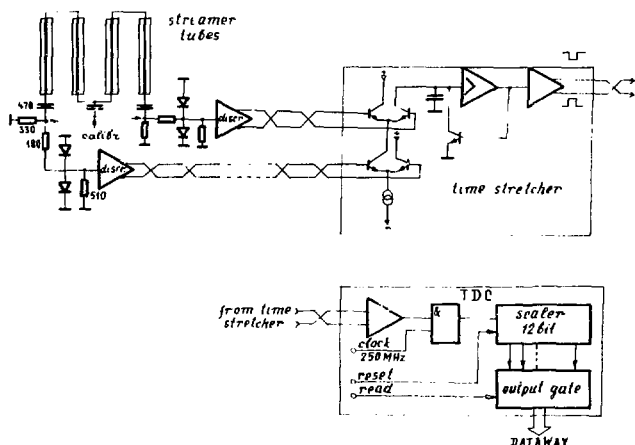 streamer
tubes
470
330
180
calibr
discr.
discr.
510
time stretcher
TDC
from time
stretcher
&
scaler
12 bit
clock
250 MHz
reset
read
output gate
DATAWAY